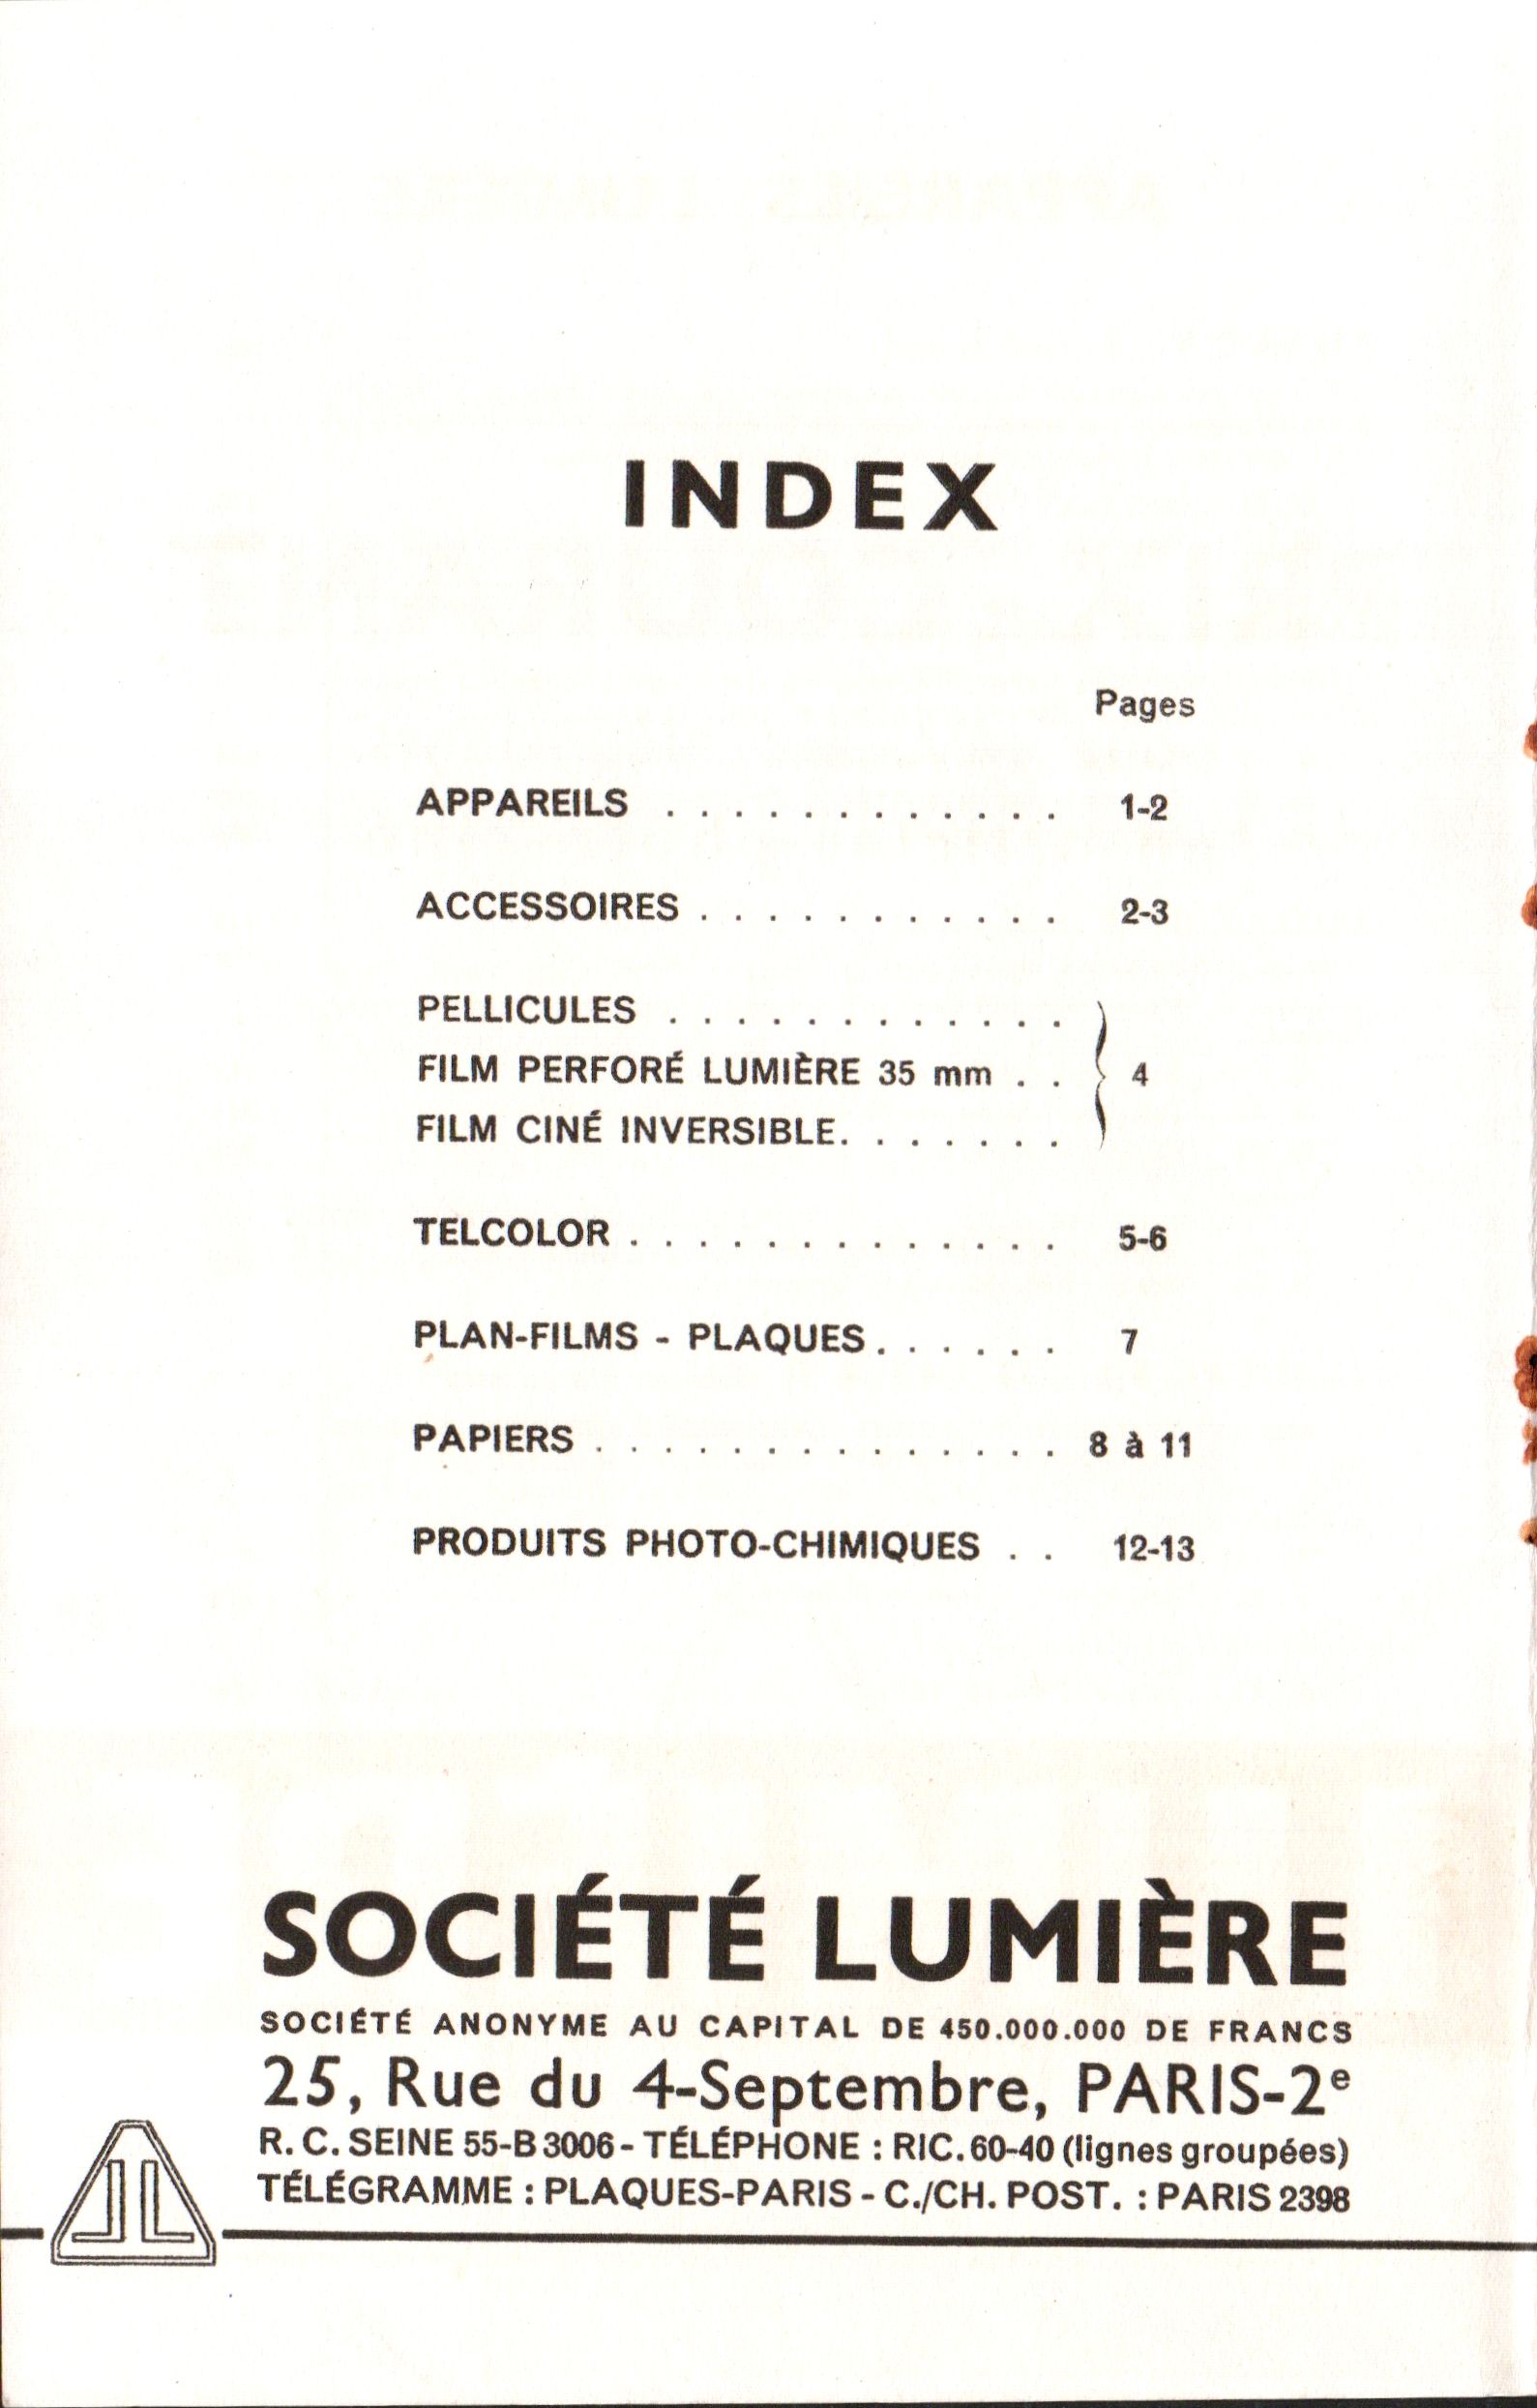 INDEX
Pages
APPAREILS . . . . . . . . . . . . 1-2
ACCESSOIRES . . . . . . . . . . . 2-3
PELLICULES . . . . . . . . . . . .
FILM PERFORÉ LUMIÈRE 35 mm . . 4
FILM CINÉ INVERSIBLE. . . . . . .
TELCOLOR . . . . . . . . . . . . . 5-6
PLAN-FILMS - PLAQUES . . . . . . 7
PAPIERS . . . . . . . . . . . . . . 8 à 11
PRODUITS PHOTO-CHIMIQUES . . 12-13
SOCIÉTÉ LUMIÈRE
SOCIÉTÉ ANONYME AU CAPITAL DE 450.000.000 DE FRANCS
25, Rue du 4-Septembre, PARIS-2e
R. C. SEINE 55-B 3006 - TÉLÉPHONE : RIC. 60-40 (lignes groupées)
TÉLÉGRAMME : PLAQUES-PARIS - C./CH. POST. : PARIS 2398